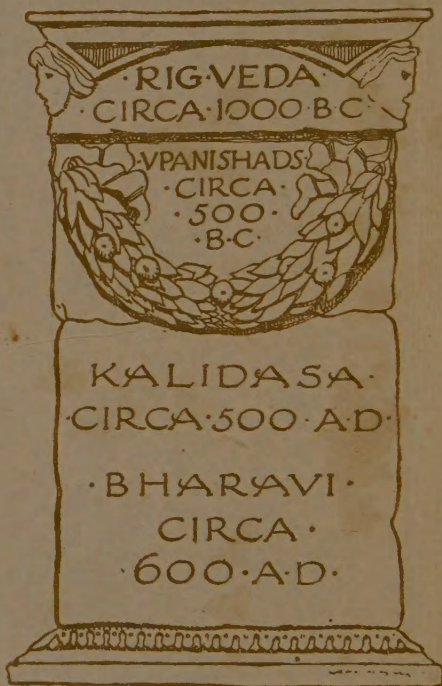 ·RIG·VEDA·
·CIRCA·1000·B·C·
·VPANISHADS·
·CIRCA·
·500·
·B·C·
KALIDASA·
·CIRCA·500·A·D·
·BHARAVI·
CIRCA·
·600·A·D·